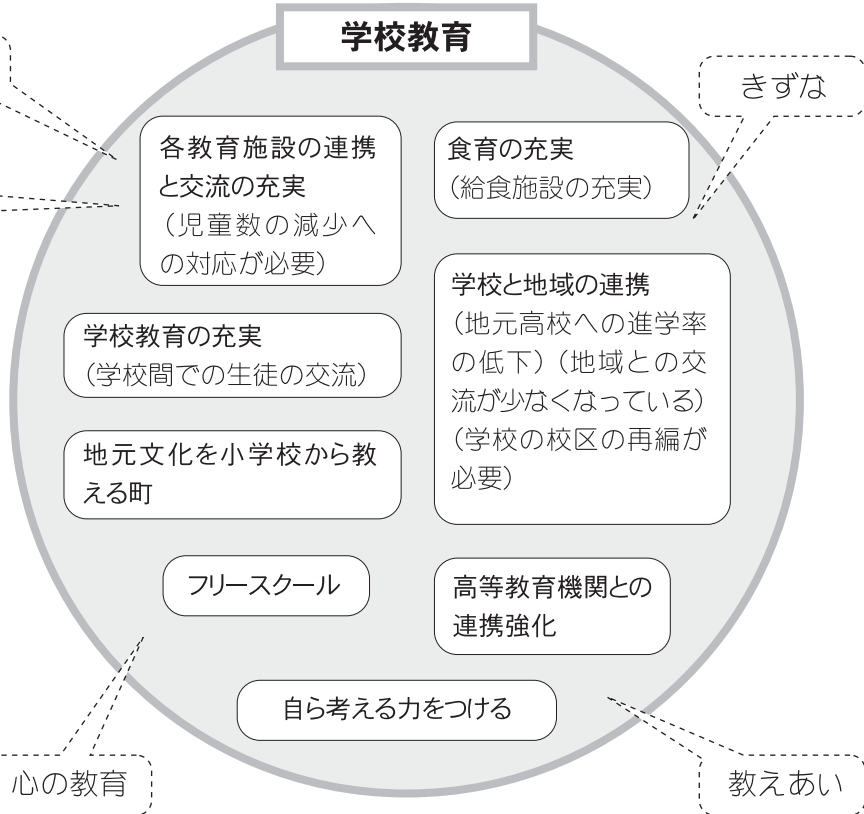 学校教育
きずな
各教育施設の連携
と交流の充実
（児童数の減少へ
の対応が必要）
食育の充実
（給食施設の充実）
学校教育の充実
（学校間での生徒の交流）
学校と地域の連携
（地元高校への進学率
の低下）（地域との交
流が少なくなっている）
（学校の校区の再編が
必要）
地元文化を小学校から教
える町
フリースクール
高等教育機関との
連携強化
自ら考える力をつける
心の教育
教えあい